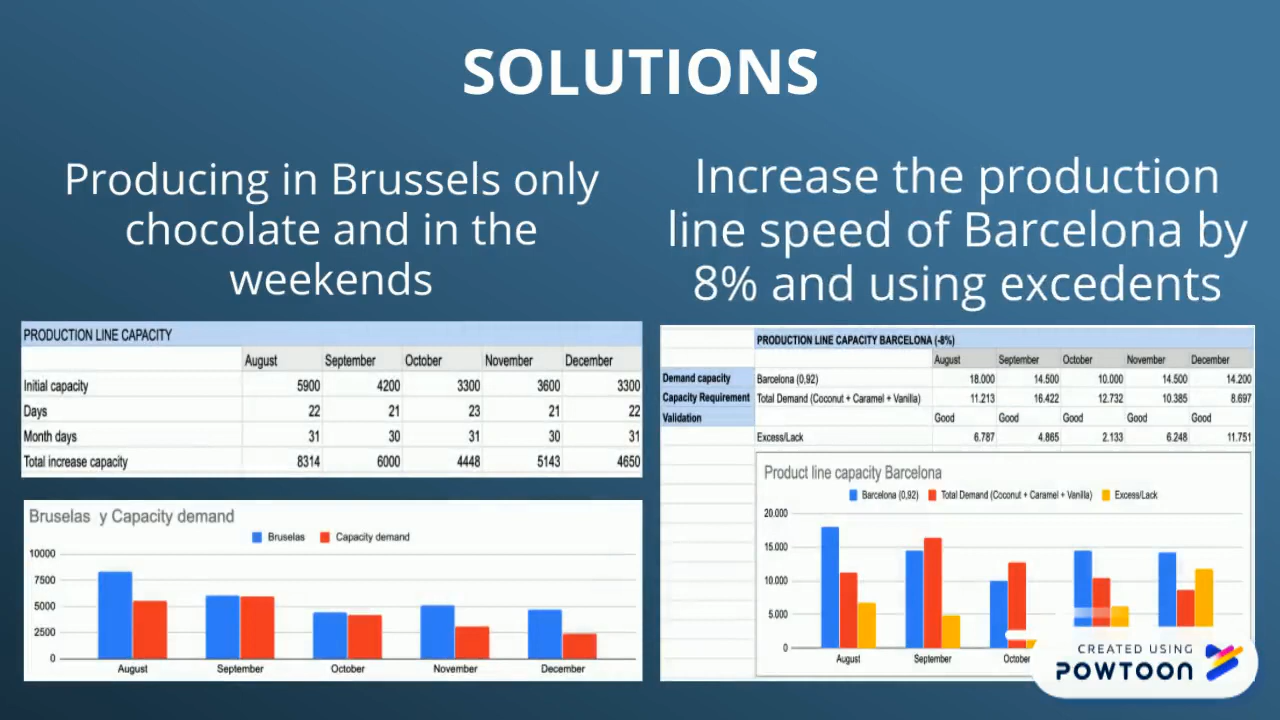 SOLUTIONS
Producing in Brussels only
chocolate and in the
weekends
Increase the production
line speed of Barcelona by
8% and using excedents
PRODUCTION LINE CAPACITY
August September October November December
Initial capacity 5900 4200 3300 3600 3300
Days 22 21 23 21 22
Month days 31 30 31 30 31
Total increase capacity 8314 6000 4448 5143 4650
Bruselas y Capacity demand
Bruselas Capacity demand
10000
7500
5000
2500
0
August September October November December
PRODUCTION LINE CAPACITY BARCELONA (-8%)
August September October November December
Demand capacity Barcelona (0,92) 18.000 14.500 10.000 14.500 14.200
Capacity Requirement Total Demand (Coconut + Caramel + Vanilla) 11.213 16.422 12.732 10.385 8.697
Validation Good Good Good Good Good
Excess/Lack 6.787 4.865 2.133 6.248 11.751
Product line capacity Barcelona
Barcelona (0,92) Total Demand (Coconut + Caramel + Vanilla) Excess/Lack
20.000
15.000
10.000
5.000
0
August September October
CREATED USING
POWTOON